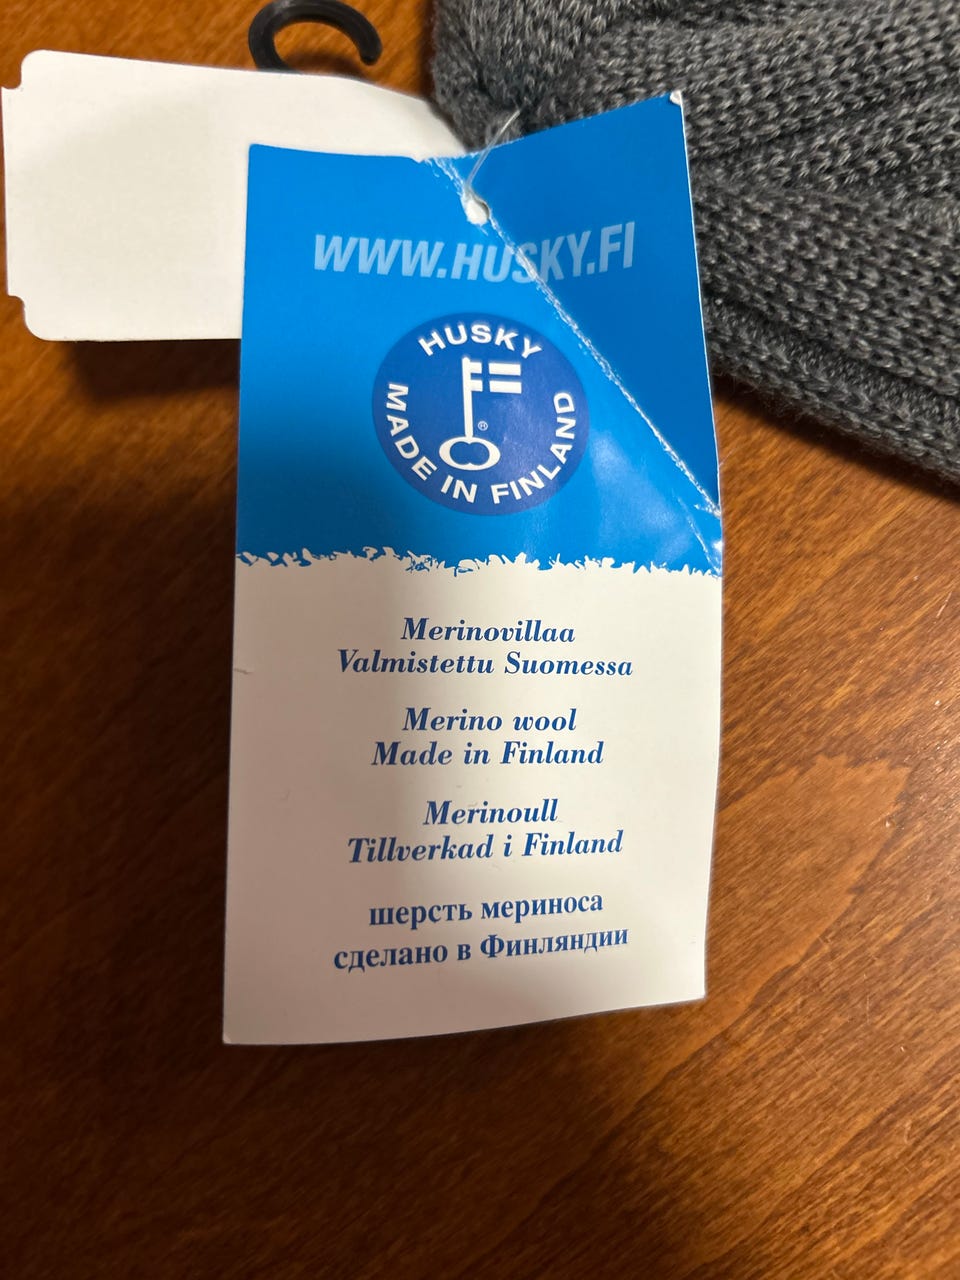 WWW.HUSKY.FI
HUSKY
®
MADE IN FINLAND
Merinovillaa
Valmistettu Suomessa
Merino wool
Made in Finland
Merinoull
Tillverkad i Finland
шерсть мериноса
сделано в Финляндии